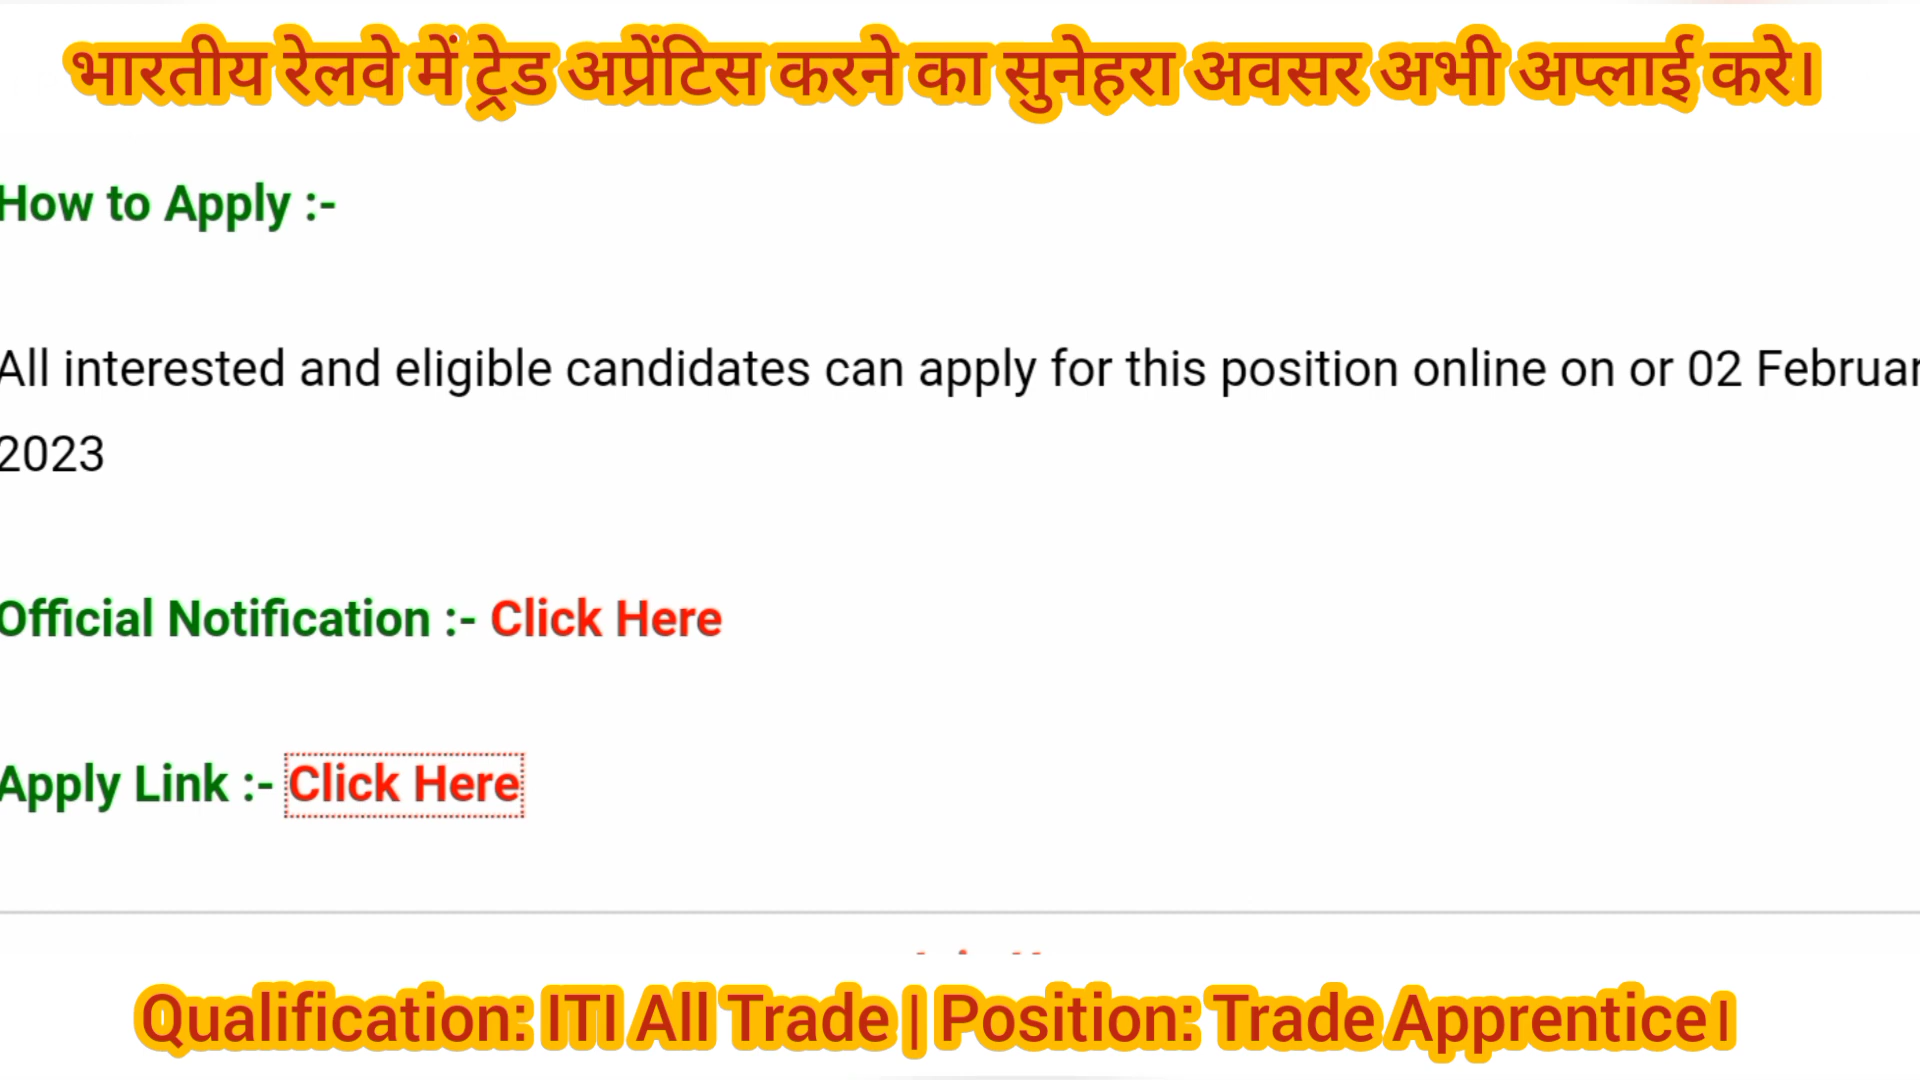 भारतीय रेलवे में ट्रेड अप्रेंटिस करने का सुनेहरा अवसर अभी अप्लाई करे।
How to Apply :-
All interested and eligible candidates can apply for this position online on or 02 Februar
2023
Official Notification :- Click Here
Apply Link :- Click Here
Qualification: ITI All Trade | Position: Trade Apprentice।